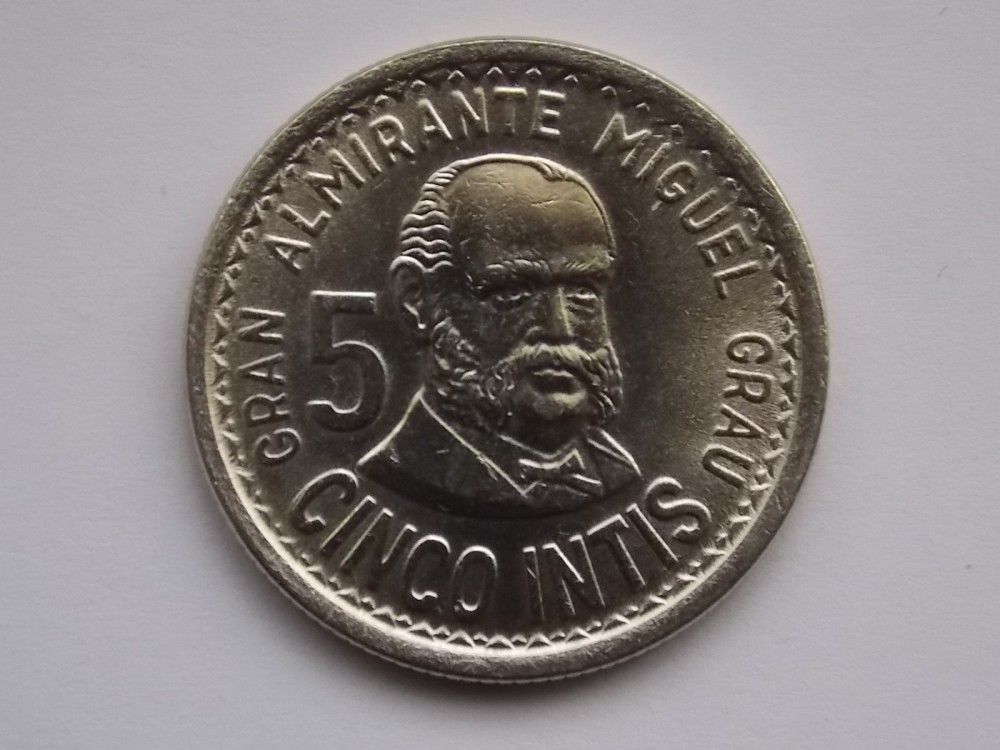 GRAN ALMIRANTE MIGUEL GRAU
5
CINCO INTIS